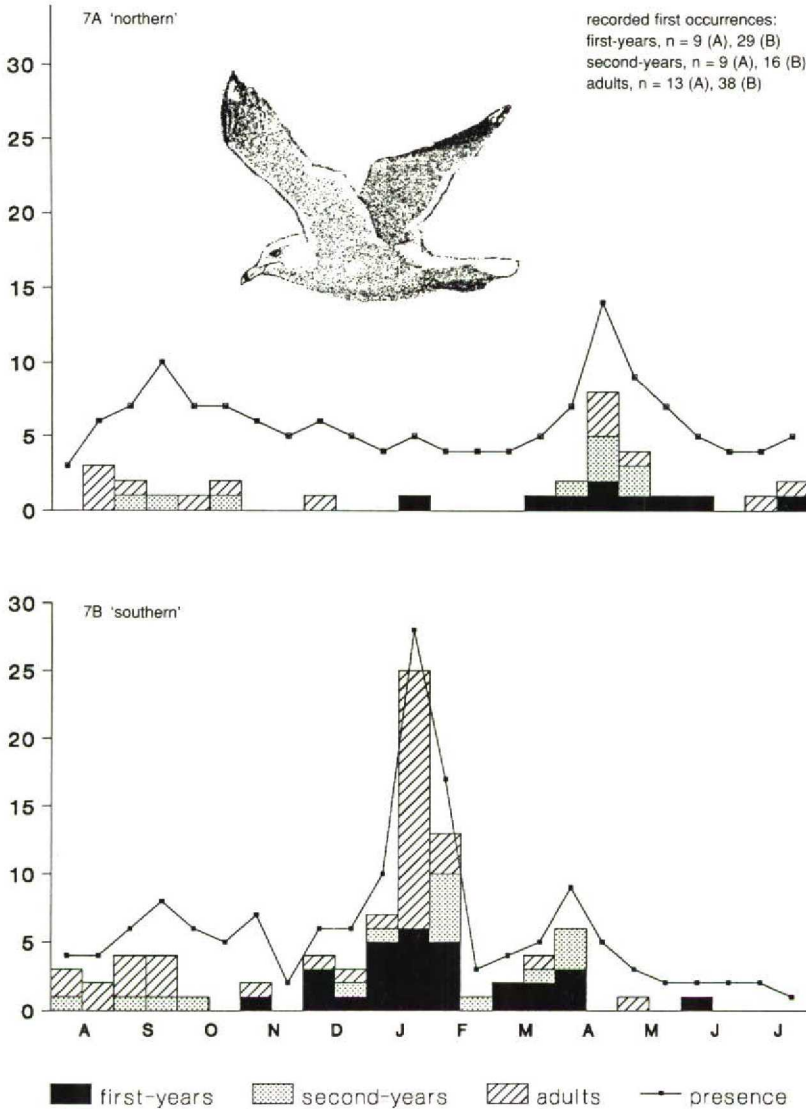 7A 'northern'
recorded first occurrences:
first-years, n = 9 (A), 29 (B)
second-years, n = 9 (A), 16 (B)
adults, n = 13 (A), 38 (B)
30
25
20
15
10
5
0
7B 'southern'
30
25
20
15
10
5
0
A S O N D J F M A M J J
first-years second-years adults presence